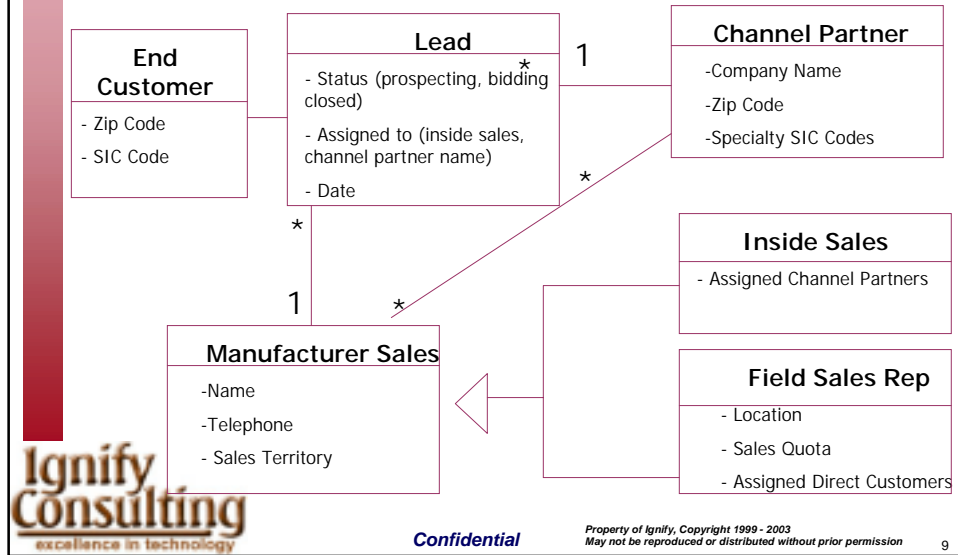 End
Customer
- Zip Code
- SIC Code
Lead
- Status (prospecting, bidding
closed)
- Assigned to (inside sales,
channel partner name)
- Date
*
1
Channel Partner
-Company Name
-Zip Code
-Specialty SIC Codes
*
*
1
*
Manufacturer Sales
-Name
-Telephone
- Sales Territory
Inside Sales
- Assigned Channel Partners
Field Sales Rep
- Location
- Sales Quota
- Assigned Direct Customers
Ignify
Consulting
excellence in technology
Confidential
Property of Ignify, Copyright 1999 - 2003
May not be reproduced or distributed without prior permission
9